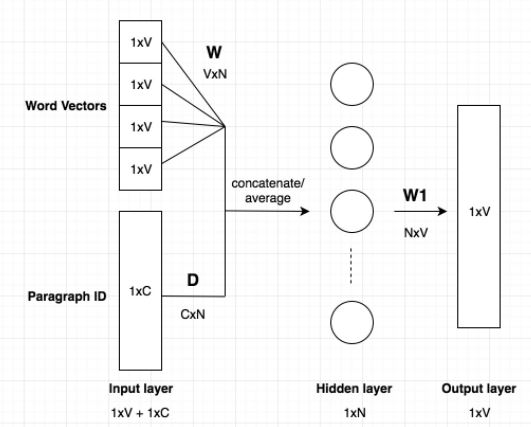 1xV
1xV
1xV
1xV
Word Vectors
W
VxN
concatenate/
average
1xC
Paragraph ID
D
CxN
W1
NxV
1xV
Input layer
1xV + 1xC
Hidden layer
1xN
Output layer
1xV